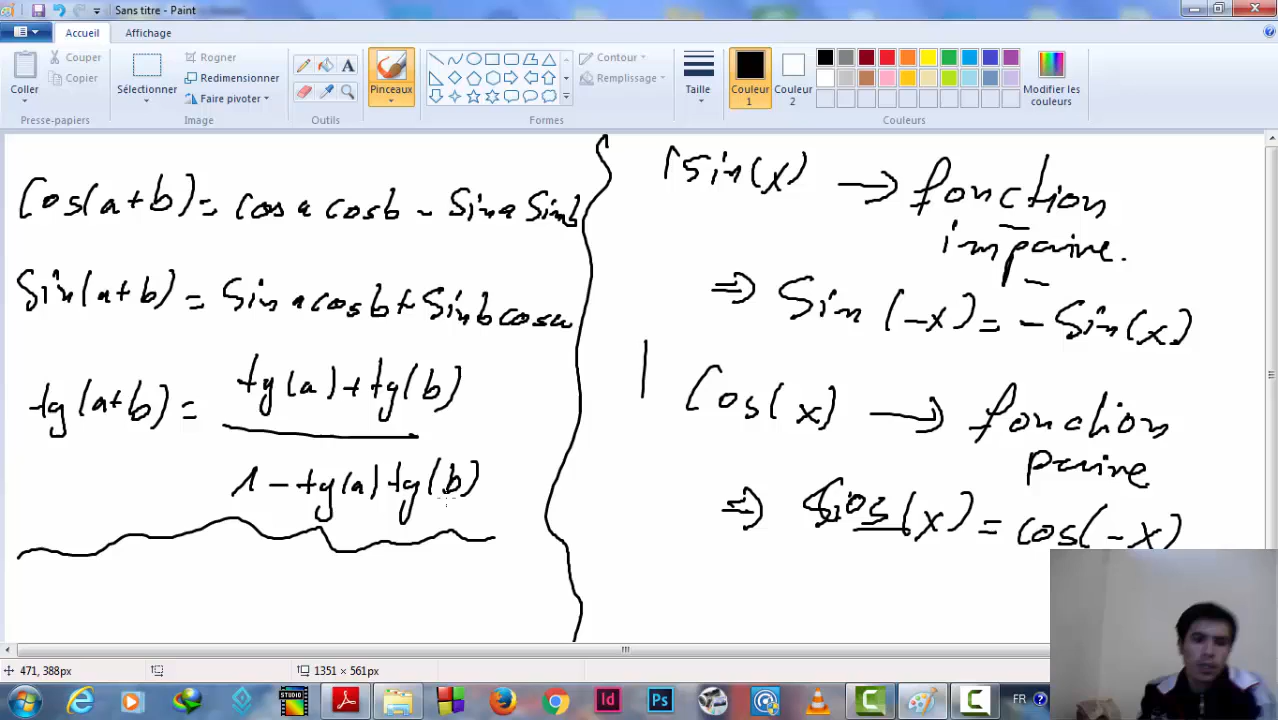 Sans titre - Paint
Accueil Affichage
Coller
Couper
Copier
Presse-papiers
Sélectionner
Rogner
Redimensionner
Faire pivoter
Image
A
Outils
Pinceaux
Contour
Remplissage
Formes
Taille
Couleur 1
Couleur 2
Modifier les couleurs
Couleurs
Cos(a+b) = cos a cos b - Sin a Sin b
Sin(a+b) = Sin a cos b + Sin b cos a
tg(a+b) = tg(a) + tg(b)
1 - tg(a) tg(b)
Sin(x) → fonction
impaire.
⇒ Sin (-x) = - Sin(x)
Cos(x) → fonction
paire
⇒ cos(x) = cos(-x)
471, 388px
1351 × 561px
STUDIO
Id
Ps
C
C
FR